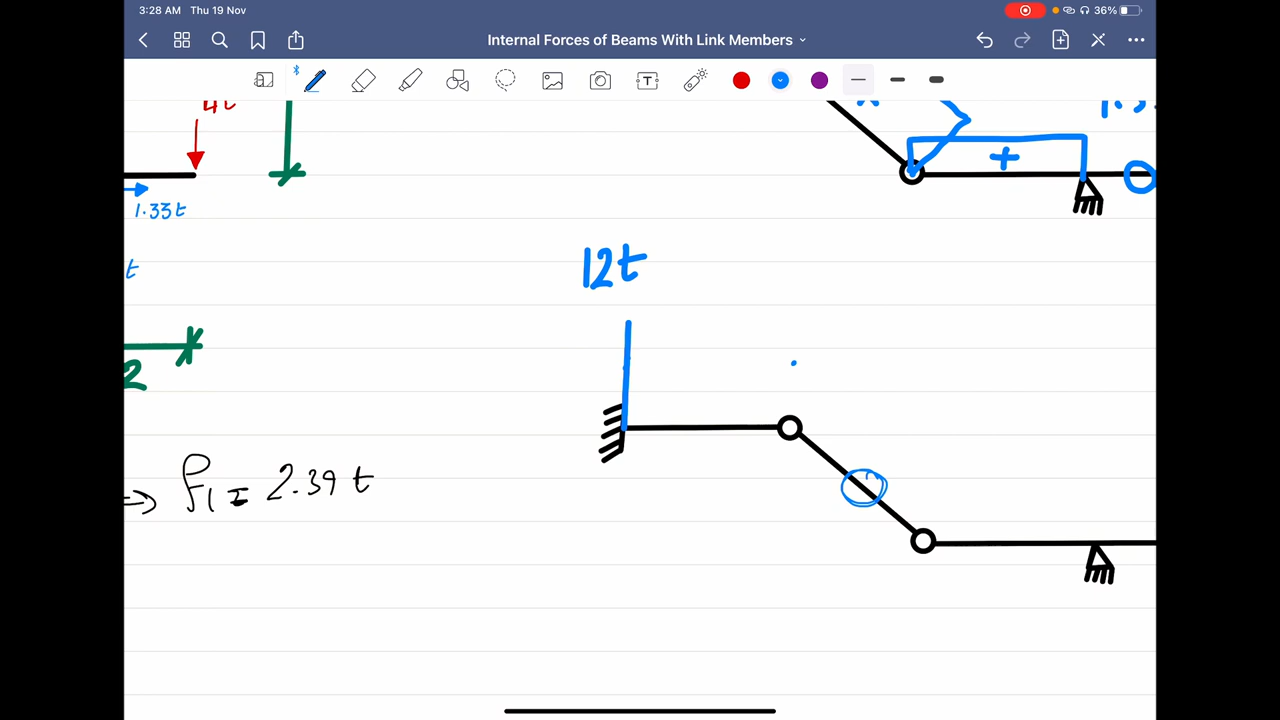 3:28 AM Thu 19 Nov
36%
Internal Forces of Beams With Link Members
T
4t
+
1.33t
12t
t
2
⇒ f1 = 2.39 t